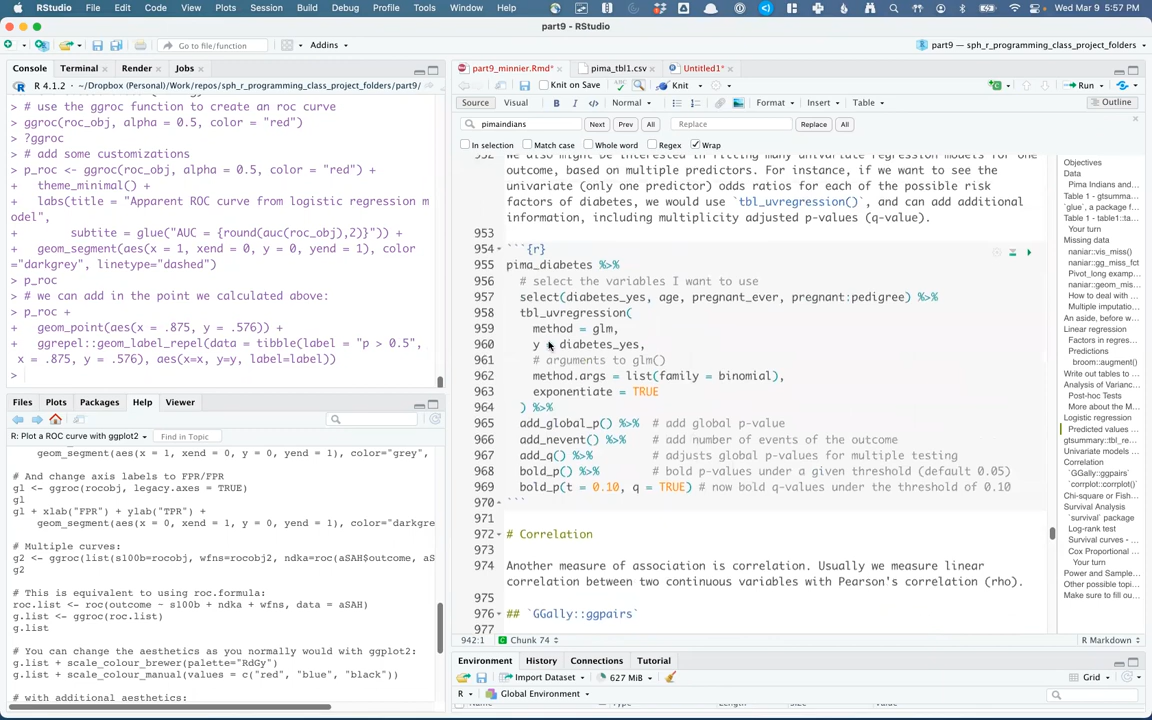 RStudio File Edit Code View Plots Session Build Debug Profile Tools Window Help Wed Mar 9 5:57 PM
part9 - RStudio
Go to file/function Addins part9 — sph_r_programming_class_project_folders
Console Terminal Render Jobs
R 4.1.2 · ~/Dropbox (Personal)/Work/repos/sph_r_programming_class_project_folders/part9/
> # use the ggroc function to create an roc curve
> ggroc(roc_obj, alpha = 0.5, color = "red")
> ?ggroc
> # add some customizations
> p_roc <- ggroc(roc_obj, alpha = 0.5, color = "red") +
+ theme_minimal() +
+ labs(title = "Apparent ROC curve from logistic regression m
odel",
+ subtitle = glue("AUC = {round(auc(roc_obj),2)}")) +
+ geom_segment(aes(x = 1, xend = 0, y = 0, yend = 1), color
="darkgrey", linetype="dashed")
> p_roc
> # we can add in the point we calculated above:
> p_roc +
+ geom_point(aes(x = .875, y = .576)) +
+ ggrepel::geom_label_repel(data = tibble(label = "p > 0.5",
x = .875, y = .576), aes(x=x, y=y, label=label))
>
Files Plots Packages Help Viewer
R: Plot a ROC curve with ggplot2 Find in Topic
geom_segment(aes(x = 1, xend = 0, y = 0, yend = 1), color="grey",
# And change axis labels to FPR/FPR
gl <- ggroc(rocobj, legacy.axes = TRUE)
gl
gl + xlab("FPR") + ylab("TPR") +
geom_segment(aes(x = 0, xend = 1, y = 0, yend = 1), color="darkgre
# Multiple curves:
g2 <- ggroc(list(s100b=rocobj, wfns=rocobj2, ndka=roc(aSAH$outcome, aS
g2
# This is equivalent to using roc.formula:
roc.list <- roc(outcome ~ s100b + ndka + wfns, data = aSAH)
g.list <- ggroc(roc.list)
g.list
# You can change the aesthetics as you normally would with ggplot2:
g.list + scale_colour_brewer(palette="RdGy")
g.list + scale_colour_manual(values = c("red", "blue", "black"))
# with additional aesthetics:
part9_minnier.Rmd* pima_tbl1.csv Untitled1*
Knit on Save Knit Run
Source Visual B I Normal Format Insert Table Outline
pimaindians Next Prev All Replace Replace All
In selection Match case Whole word Regex Wrap
952 We also might be interested in fitting many univariate regression models for one
outcome, based on multiple predictors. For instance, if we want to see the
univariate (only one predictor) odds ratios for each of the possible risk
factors of diabetes, we would use `tbl_uvregression()`, and can add additional
information, including multiplicity adjusted p-values (q-value).
953
954 ```{r}
955 pima_diabetes %>%
956 # select the variables I want to use
957 select(diabetes_yes, age, pregnant_ever, pregnant:pedigree) %>%
958 tbl_uvregression(
959 method = glm,
960 y = diabetes_yes,
961 # arguments to glm()
962 method.args = list(family = binomial),
963 exponentiate = TRUE
964 ) %>%
965 add_global_p() %>% # add global p-value
966 add_nevent() %>% # add number of events of the outcome
967 add_q() %>% # adjusts global p-values for multiple testing
968 bold_p() %>% # bold p-values under a given threshold (default 0.05)
969 bold_p(t = 0.10, q = TRUE) # now bold q-values under the threshold of 0.10
970 ```
971
972 # Correlation
973
974 Another measure of association is correlation. Usually we measure linear
correlation between two continuous variables with Pearson's correlation (rho).
975
976 ## `GGally::ggpairs`
977
942:1 Chunk 74 R Markdown
Objectives
Data
Pima Indians and...
Table 1 - gtsumma...
`glue`, a package f...
Table 1 - table1::ta...
Your turn
Missing data
naniar::vis_miss()
naniar::gg_miss_fct
Pivot_long examp...
naniar::geom_mis...
How to deal with ...
Multiple imputatio...
An aside, before w...
Linear regression
Factors in regres...
Predictions
broom::augment()
Write out tables to ...
Analysis of Varianc...
Post-hoc Tests
More about the M...
Logistic regression
Predicted values ...
gtsummary::tbl_re...
Univariate models ...
Correlation
`GGally::ggpairs`
`corrplot::corrplot()`
Chi-square or Fish...
Survival Analysis
`survival` package
Log-rank test
Survival curves - ...
Cox Proportional ...
Your turn
Power and Sample...
Other possible topi...
Make sure to fill ou...
Environment History Connections Tutorial
Import Dataset 627 MiB Grid
R Global Environment